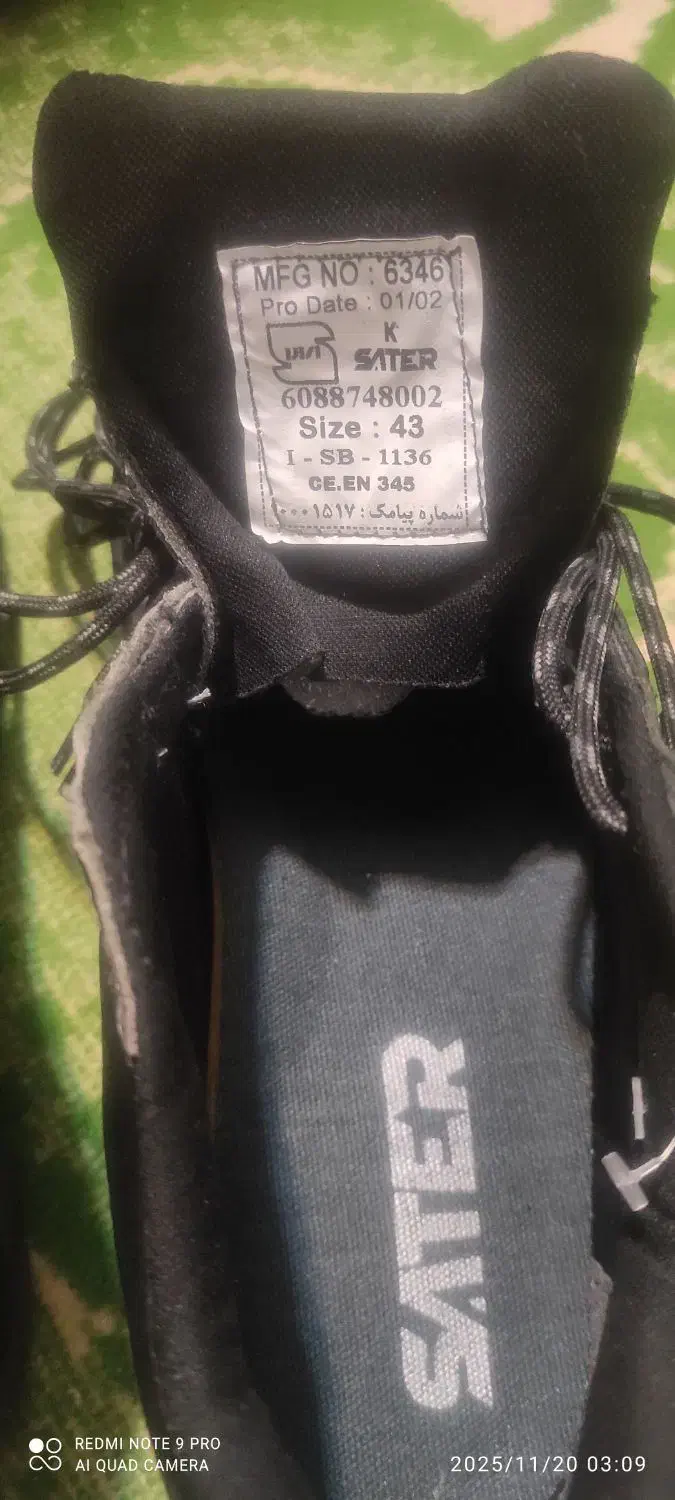 MFG NO : 6346
Pro Date : 01/02
K
SATER
6088748002
Size : 43
I - SB - 1136
CE.EN 345
شماره پیامک : ۰۰۰۱۵۱۷
SATER
REDMI NOTE 9 PRO
AI QUAD CAMERA
2025/11/20 03:09